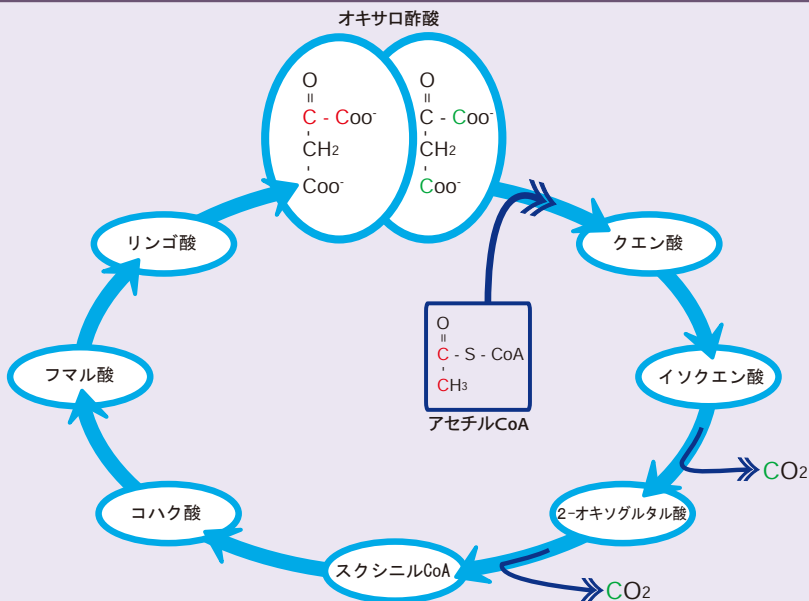 オキサロ酢酸
O
=
C - Coo-
-
CH2
-
Coo-
O
=
C - Coo-
-
CH2
-
Coo-
リンゴ酸
クエン酸
O
=
C - S - CoA
-
CH3
アセチルCoA
フマル酸
イソクエン酸
CO2
コハク酸
2-オキソグルタル酸
スクシニルCoA
CO2